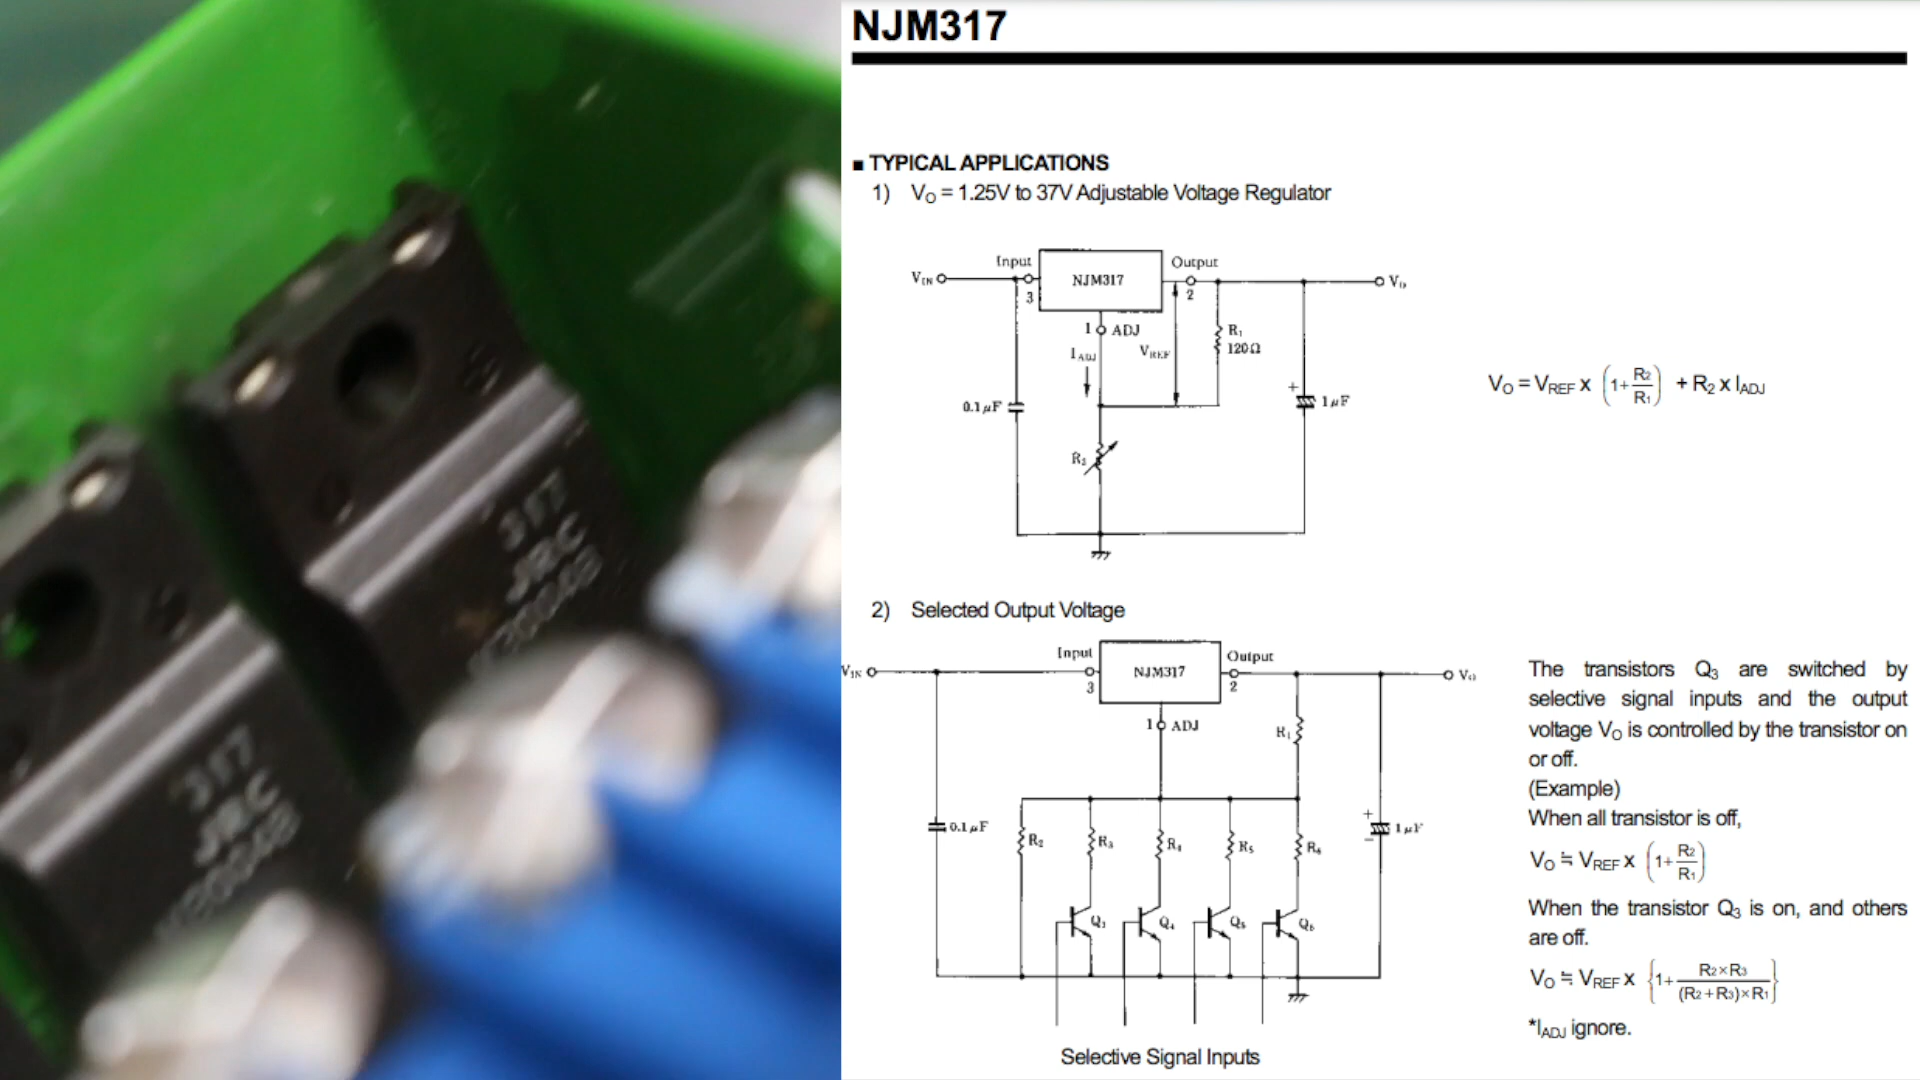 317
JRC
317
JRC
NJM317
■ TYPICAL APPLICATIONS
1) VO = 1.25V to 37V Adjustable Voltage Regulator
Input
Output
VIN
NJM317
VO
3
2
1 ADJ
IADJ
VREF
R1
120Ω
0.1μF
+
1μF
R2
VO = VREF x (1+R2/R1) + R2 x IADJ
2) Selected Output Voltage
Input
Output
VIN
NJM317
VO
3
2
1 ADJ
R1
0.1μF
R2
R3
R4
R5
R6
+
1μF
−
Q3
Q4
Q5
Q6
Selective Signal Inputs
The transistors Q3 are switched by
selective signal inputs and the output
voltage VO is controlled by the transistor on
or off.
(Example)
When all transistor is off,
VO ≒ VREF x (1+R2/R1)
When the transistor Q3 is on, and others
are off.
VO ≒ VREF x {1+R2×R3/(R2+R3)×R1}
*IADJ ignore.